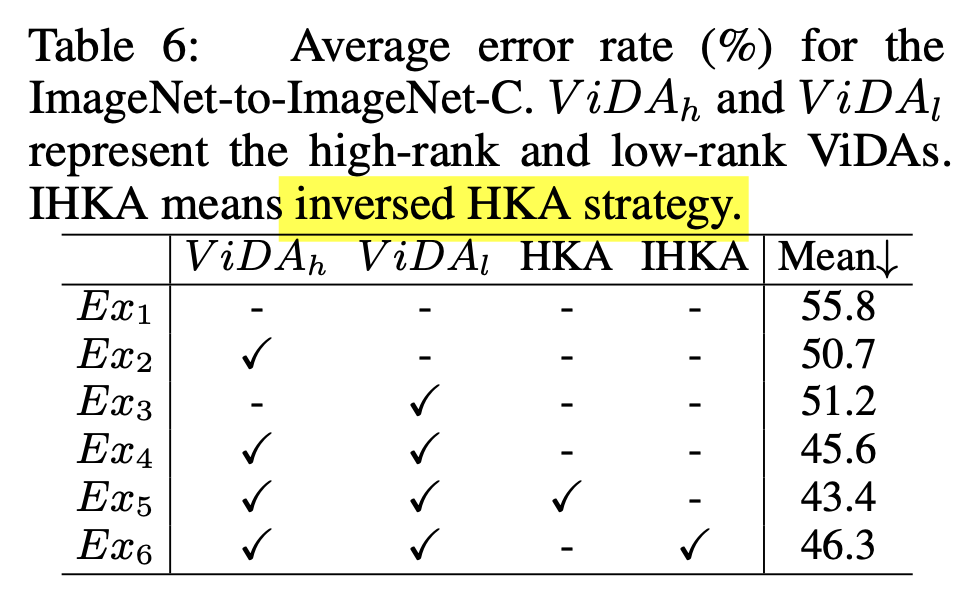 Table 6: Average error rate (%) for the
ImageNet-to-ImageNet-C. ViDA_h and ViDA_l
represent the high-rank and low-rank ViDAs.
IHKA means inversed HKA strategy.
ViDA_h ViDA_l HKA IHKA Mean↓
Ex_1 - - - - 55.8
Ex_2 ✓ - - - 50.7
Ex_3 - ✓ - - 51.2
Ex_4 ✓ ✓ - - 45.6
Ex_5 ✓ ✓ ✓ - 43.4
Ex_6 ✓ ✓ - ✓ 46.3